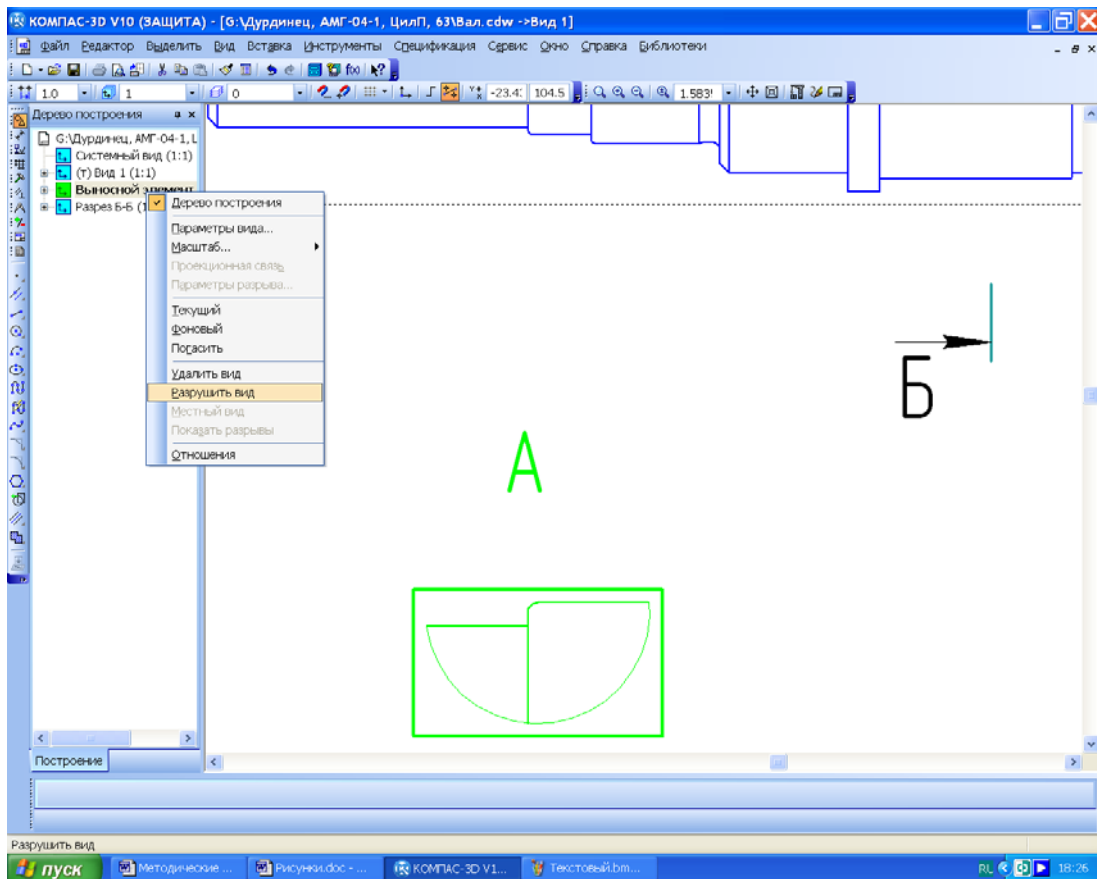 КОМПАС-3D V10 (ЗАЩИТА) - [G:\Дурдинец, АМГ-04-1, ЦилП, 63\Вал.cdw ->Вид 1]
Файл Редактор Выделить Вид Вставка Инструменты Спецификация Сервис Окно Справка Библиотеки
1.0 1 0 -23.4 104.5 1.583
Дерево построения
G:\Дурдинец, АМГ-04-1, L
Системный вид (1:1)
(т) Вид 1 (1:1)
Выносной элемент
Разрез Б-Б (1
Дерево построения
Параметры вида...
Масштаб...
Проекционная связь
Параметры разрыва...
Текущий
Фоновый
Погасить
Удалить вид
Разрушить вид
Местный вид
Показать разрывы
Отношения
Б
А
Построение
Разрушить вид
пуск Методические ... Рисунки.doc - ... КОМПАС-3D V1... Текстовый.bm... RL 18:26